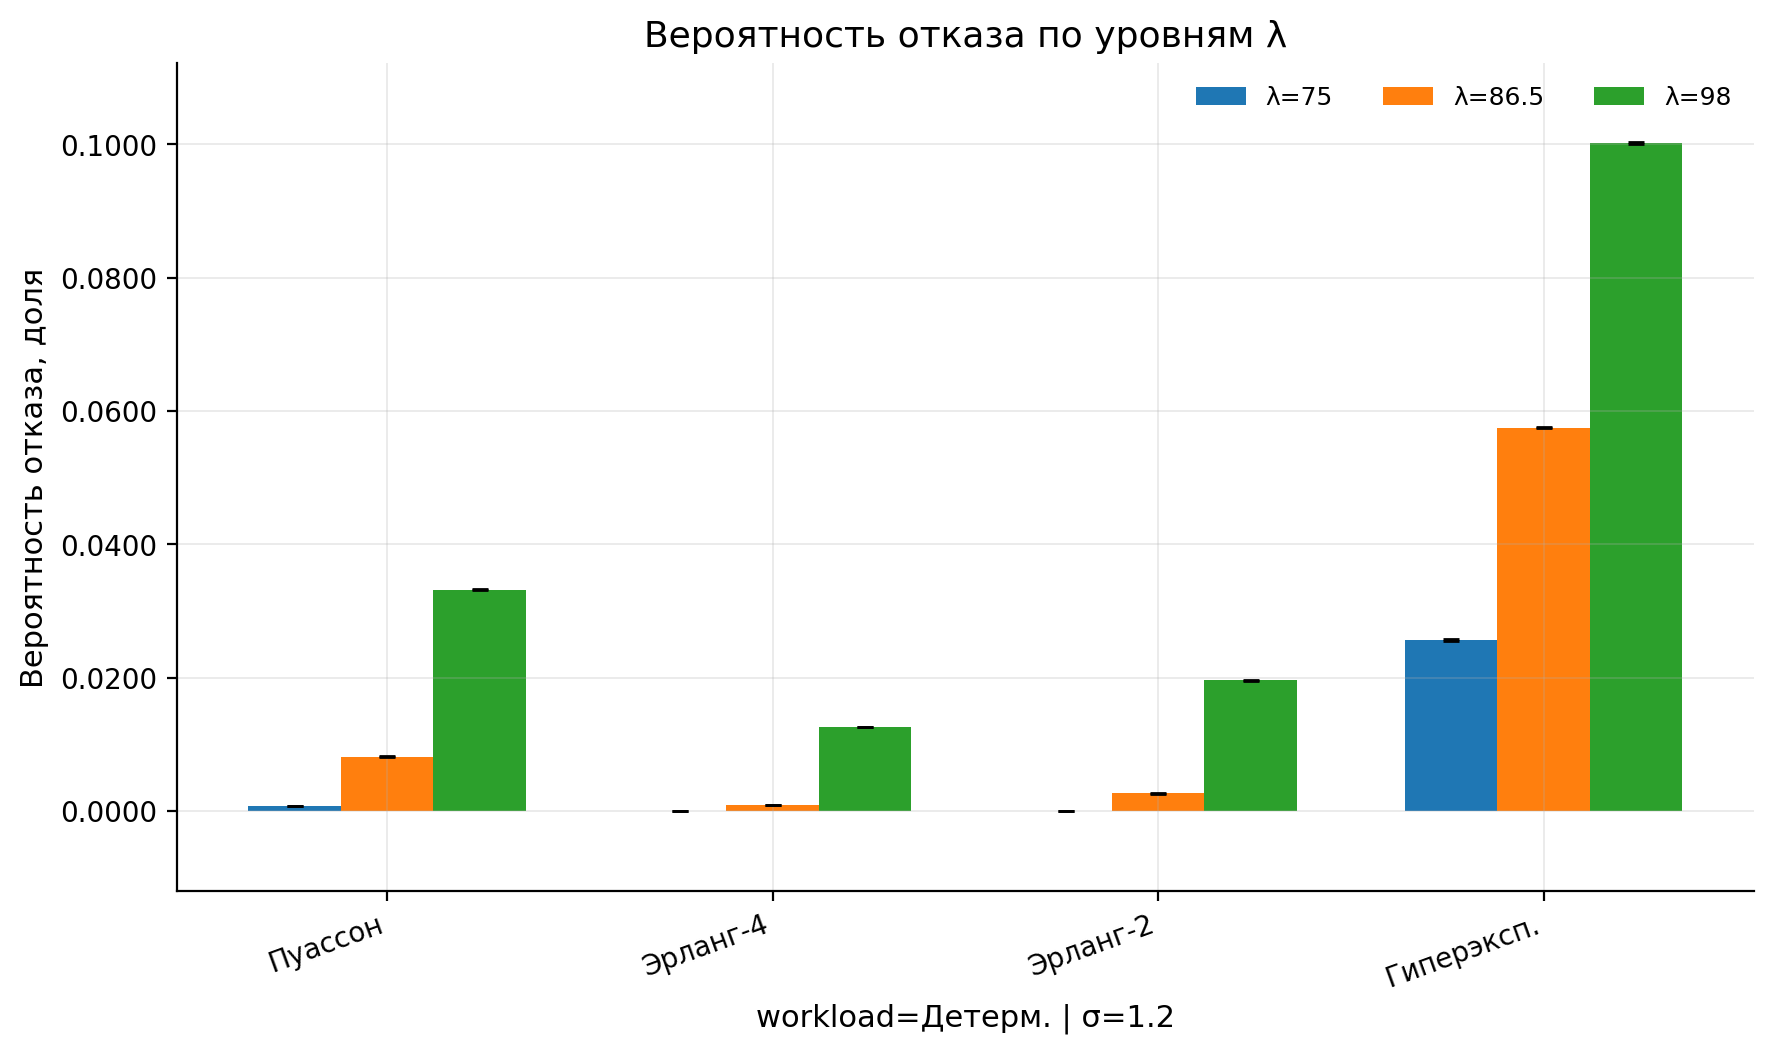 Вероятность отказа по уровням λ
λ=75
λ=86.5
λ=98
Вероятность отказа, доля
0.1000
0.0800
0.0600
0.0400
0.0200
0.0000
Пуассон
Эрланг-4
Эрланг-2
Гиперэксп.
workload=Детерм. | σ=1.2